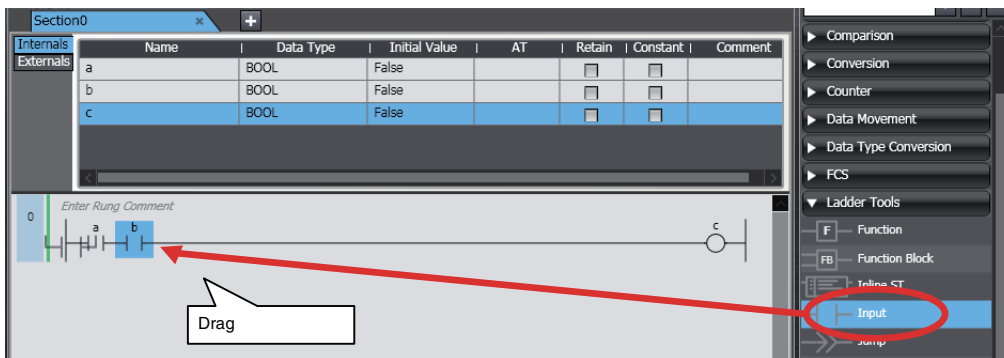 Section0 × +
Internals Name Data Type Initial Value AT Retain Constant Comment
Externals
a BOOL False
b BOOL False
c BOOL False
0 Enter Rung Comment
a b c
Drag
Comparison
Conversion
Counter
Data Movement
Data Type Conversion
FCS
Ladder Tools
F Function
FB Function Block
Inline ST
Input
Jump